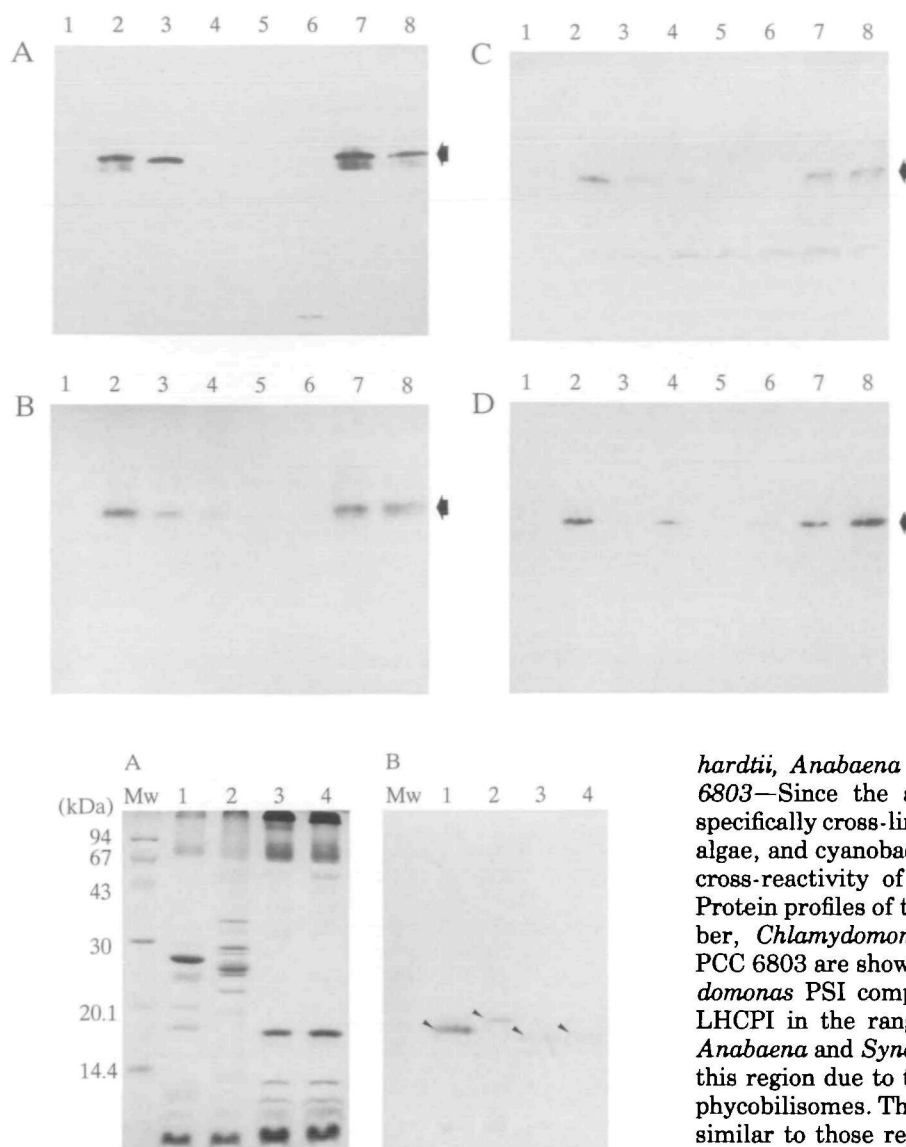 1 2 3 4 5 6 7 8
A
1 2 3 4 5 6 7 8
C
1 2 3 4 5 6 7 8
B
1 2 3 4 5 6 7 8
D
A
Mw 1 2 3 4
(kDa)
94
67
43
30
20.1
14.4
B
Mw 1 2 3 4
hardtii, Anabaena
6803—Since the a
specifically cross-lin
algae, and cyanobac
cross-reactivity of
Protein profiles of t
ber, Chlamydomon
PCC 6803 are show
domonas PSI comp
LHCPI in the rang
Anabaena and Syne
this region due to t
phycobilisomes. Th
similar to those re